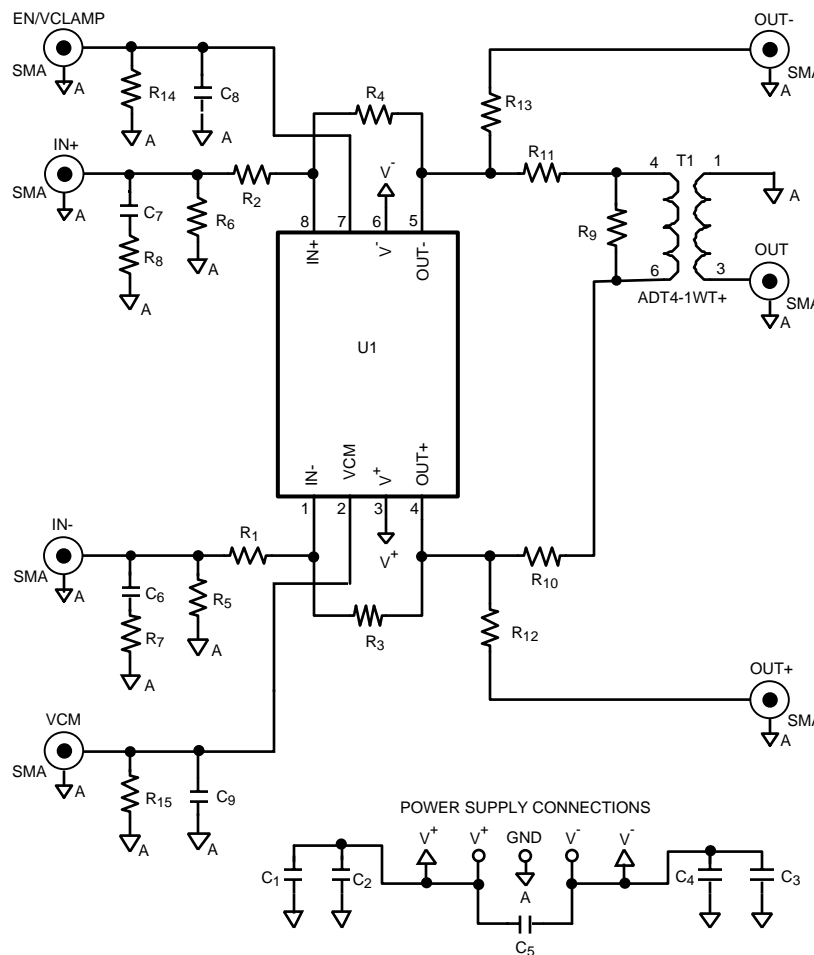 EN/VCLAMP
SMA
A
R14
A
C8
A
R4
R13
OUT-
SMA
A
IN+
SMA
A
C7
R8
A
R6
A
R2
V-
R11
R9
4
T1
1
A
6
3
ADT4-1WT+
OUT
SMA
A
8
7
6
5
IN+
V-
OUT-
U1
IN-
VCM
V+
OUT+
1
2
3
4
V+
IN-
SMA
A
C6
R7
A
R5
A
R1
R3
R10
R12
OUT+
SMA
A
VCM
SMA
A
R15
A
C9
A
POWER SUPPLY CONNECTIONS
V+
V+
GND
V-
V-
C1
C2
A
C5
C4
C3